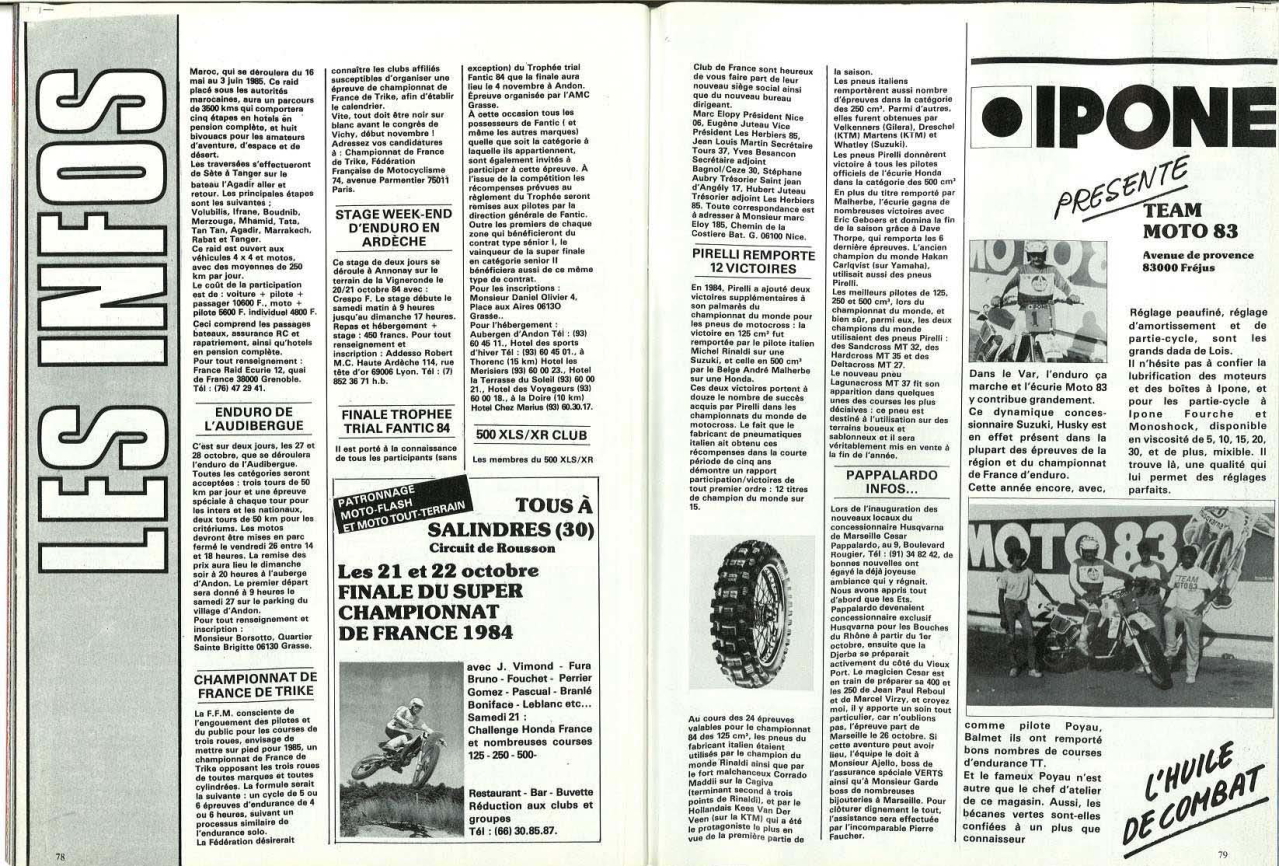 LES INFOS
Maroc, qui se déroulera du 16
mai au 3 juin 1985. Ce raid
placé sous les autorités
marocaines, aura un parcours
de 3500 kms qui comportera
cinq étapes en hotels en
pension complète, et huit
bivouacs pour les amateurs
d'aventure, d'espace et de
désert.
Les traversées s'effectueront
de Sète à Tanger sur le
bateau l'Agadir aller et
retour. Les principales étapes
sont les suivantes ;
Volubilis, Ifrane, Boudnib,
Merzouga, Mhamid, Tata,
Tan Tan, Agadir, Marrakech,
Rabat et Tanger.
Ce raid est ouvert aux
véhicules 4 x 4 et motos,
avec des moyennes de 250
km par jour.
Le coût de la participation
est de : voiture + pilote +
passager 10600 F., moto +
pilote 5600 F. individuel 4800 F.
Ceci comprend les passages
bateaux, assurance RC et
rapatriement, ainsi qu'hotels
en pension complète.
Pour tout renseignement :
France Raid Ecurie 12, quai
de France 38000 Grenoble.
Tél : (76) 47 29 41.
ENDURO DE
L'AUDIBERGUE
C'est sur deux jours, les 27 et
28 octobre, que se déroulera
l'enduro de l'Audibergue.
Toutes les catégories seront
acceptées : trois tours de 50
km par jour et une épreuve
spéciale à chaque tour pour
les inters et les nationaux,
deux tours de 50 km pour les
critériums. Les motos
devront être mises en parc
fermé le vendredi 26 entre 14
et 18 heures. La remise des
prix aura lieu le dimanche
soir à 20 heures à l'auberge
d'Andon. Le premier départ
sera donné à 9 heures le
samedi 27 sur le parking du
village d'Andon.
Pour tout renseignement et
inscription :
Monsieur Borsotto, Quartier
Sainte Brigitte 06130 Grasse.
CHAMPIONNAT DE
FRANCE DE TRIKE
La F.F.M. consciente de
l'engouement des pilotes et
du public pour les courses de
trois roues, envisage de
mettre sur pied pour 1985, un
championnat de France de
Trike opposant les trois roues
de toutes marques et toutes
cylindrées. La formule serait
la suivante : un cycle de 5 ou
6 épreuves d'endurance de 4
ou 6 heures, suivant un
processus similaire de
l'endurance solo.
La Fédération désirerait
78
connaître les clubs affiliés
susceptibles d'organiser une
épreuve de championnat de
France de Trike, afin d'établir
le calendrier.
Vite, tout doit être noir sur
blanc avant le congrès de
Vichy, début novembre !
Adressez vos candidatures
à : Championnat de France
de Trike, Fédération
Française de Motocyclisme
74, avenue Parmentier 75011
Paris.
STAGE WEEK-END
D'ENDURO EN
ARDÈCHE
Ce stage de deux jours se
déroule à Annonay sur le
terrain de la Vigneronde le
20/21 octobre 84 avec :
Crespo F. Le stage débute le
samedi matin à 9 heures
jusqu'au dimanche 17 heures.
Repas et hébergement +
stage : 450 francs. Pour tout
renseignement et
inscription : Addesso Robert
M.C. Haute Ardèche 114, rue
tête d'or 69006 Lyon. Tél : (7)
852 36 71 h.b.
FINALE TROPHEE
TRIAL FANTIC 84
Il est porté à la connaissance
de tous les participants (sans
exception) du Trophée trial
Fantic 84 que la finale aura
lieu le 4 novembre à Andon.
Épreuve organisée par l'AMC
Grasse.
À cette occasion tous les
possesseurs de Fantic ( et
même les autres marques)
quelle que soit la catégorie à
laquelle ils appartiennent,
sont également invités à
participer à cette épreuve. À
l'issue de la compétition les
récompenses prévues au
règlement du Trophée seront
remises aux pilotes par la
direction générale de Fantic.
Outre les premiers de chaque
zone qui bénéficieront du
contrat type sénior I, le
vainqueur de la super finale
en catégorie senior II
bénéficiera aussi de ce même
type de contrat.
Pour les inscriptions :
Monsieur Daniel Olivier 4,
Place aux Aires 06130
Grasse..
Pour l'hébergement :
Aubergen d'Andon Tél : (93)
60 45 11., Hotel des sports
d'hiver Tél : (93) 60 45 01., à
Thorenc (15 km) Hotel les
Merisiers (93) 60 00 23., Hotel
la Terrasse du Soleil (93) 60 00
21., Hotel des Voyageurs (93)
60 00 18., à la Doire (10 km)
Hotel Chez Marius (93) 60.30.17.
500 XLS/XR CLUB
Les membres du 500 XLS/XR
PATRONNAGE
MOTO-FLASH
ET MOTO TOUT-TERRAIN
TOUS À
SALINDRES (30)
Circuit de Rousson
Les 21 et 22 octobre
FINALE DU SUPER
CHAMPIONNAT
DE FRANCE 1984
avec J. Vimond - Fura
Bruno - Fouchet - Perrier
Gomez - Pascual - Branlé
Boniface - Leblanc etc...
Samedi 21 :
Challenge Honda France
et nombreuses courses
125 - 250 - 500-
Restaurant - Bar - Buvette
Réduction aux clubs et
groupes
Tél : (66) 30.85.87.
Club de France sont heureux
de vous faire part de leur
nouveau siège social ainsi
que du nouveau bureau
dirigeant.
Marc Elopy Président Nice
06, Eugène Juteau Vice
Président Les Herbiers 85,
Jean Louis Martin Secrétaire
Tours 37, Yves Besancon
Secrétaire adjoint
Bagnol/Ceze 30, Stéphane
Aubry Trésorier Saint jean
d'Angély 17, Hubert Juteau
Trésorier adjoint Les Herbiers
85. Toute correspondance est
à adresser à Monsieur marc
Eloy 185, Chemin de la
Costiere Bat. G. 06100 Nice.
PIRELLI REMPORTE
12 VICTOIRES
En 1984, Pirelli a ajouté deux
victoires supplémentaires à
son palmarès du
championnat du monde pour
les pneus de motocross : la
victoire en 125 cm³ fut
remportée par le pilote italien
Michel Rinaldi sur une
Suzuki, et celle en 500 cm³
par le Belge André Malherbe
sur une Honda.
Ces deux victoires portent à
douze le nombre de succès
acquis par Pirelli dans les
championnats du monde de
motocross. Le fait que le
fabricant de pneumatiques
italien ait obtenu ces
récompenses dans la courte
période de cinq ans
démontre un rapport
participation/victoires de
tout premier ordre : 12 titres
de champion du monde sur
15.
Au cours des 24 épreuves
valables pour le championnat
84 des 125 cm³, les pneus du
fabricant italien étaient
utilisés par le champion du
monde Rinaldi ainsi que par
le fort malchanceux Corrado
Maddii sur la Cagiva
(terminant second à trois
points de Rinaldi), et par le
Hollandais Kees Van Der
Veen (sur la KTM) qui a été
le protagoniste le plus en
vue de la première partie de
la saison.
Les pneus italiens
remportèrent aussi nombre
d'épreuves dans la catégorie
des 250 cm³. Parmi d'autres,
elles furent obtenues par
Velkenners (Gilera), Dreschel
(KTM) Martens (KTM) et
Whatley (Suzuki).
Les pneus Pirelli donnèrent
victoire à tous les pilotes
officiels de l'écurie Honda
dans la catégorie des 500 cm³
En plus du titre remporté par
Malherbe, l'écurie gagna de
nombreuses victoires avec
Eric Geboers et domina la fin
de la saison grâce à Dave
Thorpe, qui remporta les 6
dernière épreuves. L'ancien
champion du monde Hakan
Carlqvist (sur Yamaha),
utilisait aussi des pneus
Pirelli.
Les meilleurs pilotes de 125,
250 et 500 cm³, lors du
championnat du monde, et
bien sûr, parmi eux, les deux
champions du monde
utilisaient des pneus Pirelli :
des Sandcross MT 32, des
Hardcross MT 35 et des
Deltacross MT 27.
Le nouveau pneu
Lagunacross MT 37 fit son
apparition dans quelques
unes des courses les plus
décisives : ce pneu est
destiné à l'utilisation sur des
terrains boueux et
sablonneux et il sera
véritablement mis en vente à
la fin de l'année.
PAPPALARDO
INFOS...
Lors de l'inauguration des
nouveaux locaux du
concessionnaire Husqvarna
de Marseille Cesar
Pappalardo, au 9, Boulevard
Rougier, Tél : (91) 34 82 42, de
bonnes nouvelles ont
égayé la déjà joyeuse
ambiance qui y régnait.
Nous avons appris tout
d'abord que les Ets.
Pappalardo devenaient
concessionnaire exclusif
Husqvarna pour les Bouches
du Rhône à partir du 1er
octobre, ensuite que la
Djerba se préparait
activement du côté du Vieux
Port. Le magicien Cesar est
en train de préparer sa 400 et
les 250 de Jean Paul Reboul
et de Marcel Virzy, et croyez
moi, il y apporte un soin tout
particulier, car n'oublions
pas, l'épreuve part de
Marseille le 26 octobre. Si
cette aventure peut avoir
lieu, l'équipe le doit à
Monsieur Ajello, boss de
l'assurance spéciale VERTS
ainsi qu'à Monsieur Garde
boss de nombreuses
bijouteries à Marseille. Pour
clôturer dignement le tout,
l'assistance sera effectuée
par l'incomparable Pierre
Faucher.
IPONE
PRESENTE
TEAM
MOTO 83
Avenue de provence
83000 Fréjus
Dans le Var, l'enduro ça
marche et l'écurie Moto 83
y contribue grandement.
Ce dynamique conces-
sionnaire Suzuki, Husky est
en effet présent dans la
plupart des épreuves de la
région et du championnat
de France d'enduro.
Cette année encore, avec,
Réglage peaufiné, réglage
d'amortissement et de
partie-cycle, sont les
grands dada de Lois.
Il n'hésite pas à confier la
lubrification des moteurs
et des boîtes à Ipone, et
pour les partie-cycle à
Ipone Fourche et
Monoshock, disponible
en viscosité de 5, 10, 15, 20,
30, et de plus, mixible. Il
trouve là, une qualité qui
lui permet des réglages
parfaits.
MOTO 83
TEAM
MOTO 83
comme pilote Poyau,
Balmet ils ont remporté
bons nombres de courses
d'endurance TT.
Et le fameux Poyau n'est
autre que le chef d'atelier
de ce magasin. Aussi, les
bécanes vertes sont-elles
confiées à un plus que
connaisseur
L'HUILE
DE COMBAT
79